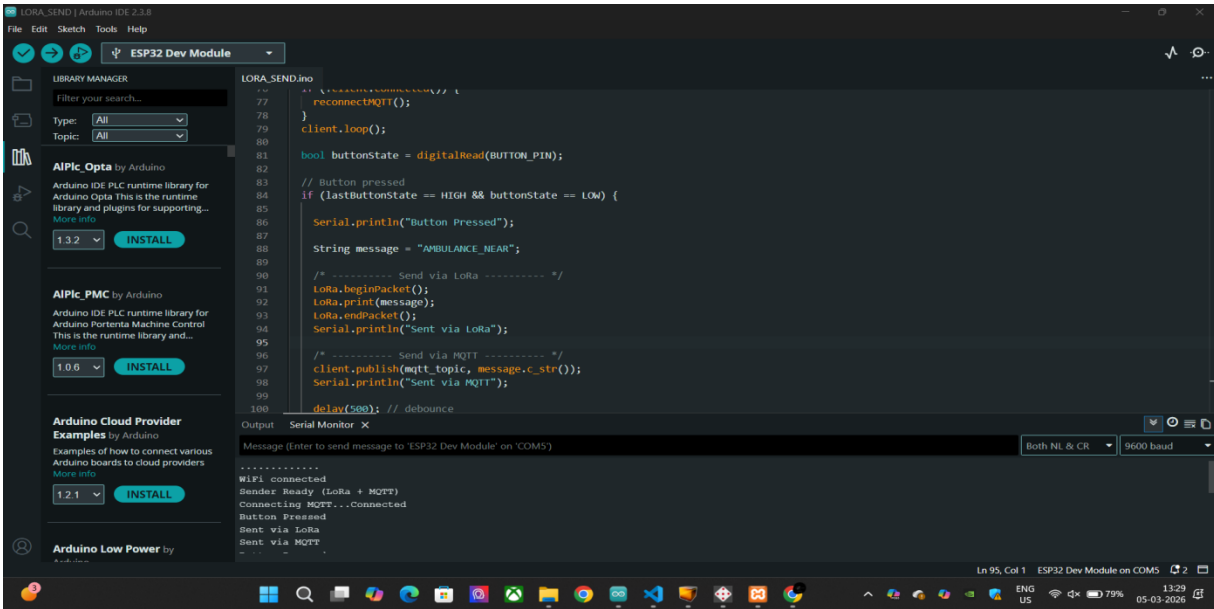 LORA_SEND | Arduino IDE 2.3.8
File Edit Sketch Tools Help
ESP32 Dev Module
LIBRARY MANAGER
Filter your search...
Type: All
Topic: All
AlPlc_Opta by Arduino
Arduino IDE PLC runtime library for
Arduino Opta This is the runtime
library and plugins for supporting...
More info
1.3.2 INSTALL
AlPlc_PMC by Arduino
Arduino IDE PLC runtime library for
Arduino Portenta Machine Control
This is the runtime library and...
More info
1.0.6 INSTALL
Arduino Cloud Provider
Examples by Arduino
Examples of how to connect various
Arduino boards to cloud providers
More info
1.2.1 INSTALL
Arduino Low Power by
LORA_SEND.ino
77 reconnectMQTT();
78 }
79 client.loop();
80
81 bool buttonState = digitalRead(BUTTON_PIN);
82
83 // Button pressed
84 if (lastButtonState == HIGH && buttonState == LOW) {
85
86 Serial.println("Button Pressed");
87
88 String message = "AMBULANCE_NEAR";
89
90 /* ---------- Send via LoRa ---------- */
91 LoRa.beginPacket();
92 LoRa.print(message);
93 LoRa.endPacket();
94 Serial.println("Sent via LoRa");
95
96 /* ---------- Send via MQTT ---------- */
97 client.publish(mqtt_topic, message.c_str());
98 Serial.println("Sent via MQTT");
99
100 delay(500); // debounce
Output Serial Monitor X
Message (Enter to send message to 'ESP32 Dev Module' on 'COM5')
Both NL & CR 9600 baud
.............
WiFi connected
Sender Ready (LoRa + MQTT)
Connecting MQTT...Connected
Button Pressed
Sent via LoRa
Sent via MQTT
Ln 95, Col 1 ESP32 Dev Module on COM5 2
3
ENG
US
79%
13:29
05-03-2026